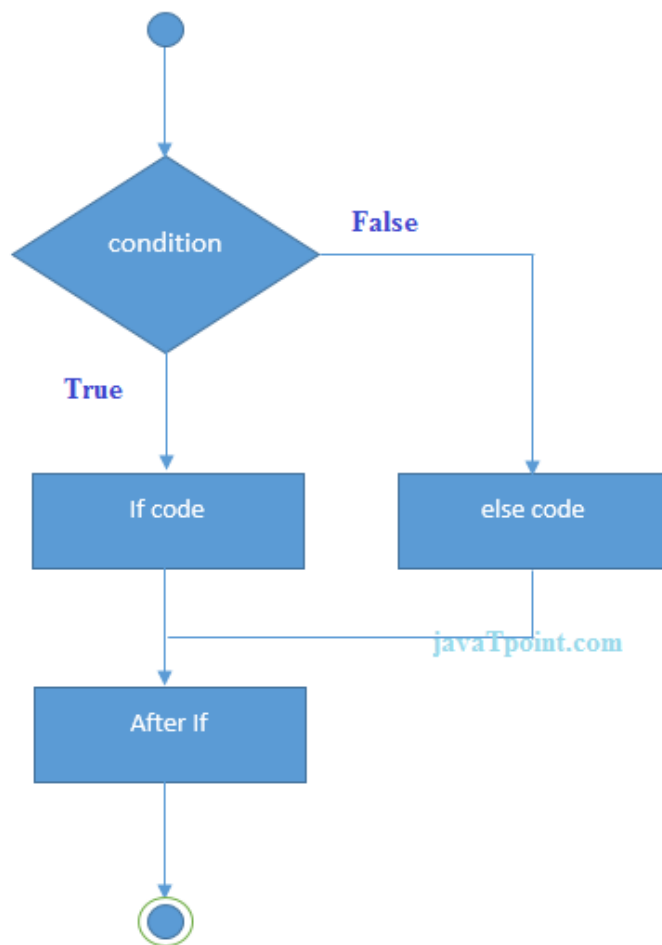 condition
False
True
If code
else code
javaTpoint.com
After If